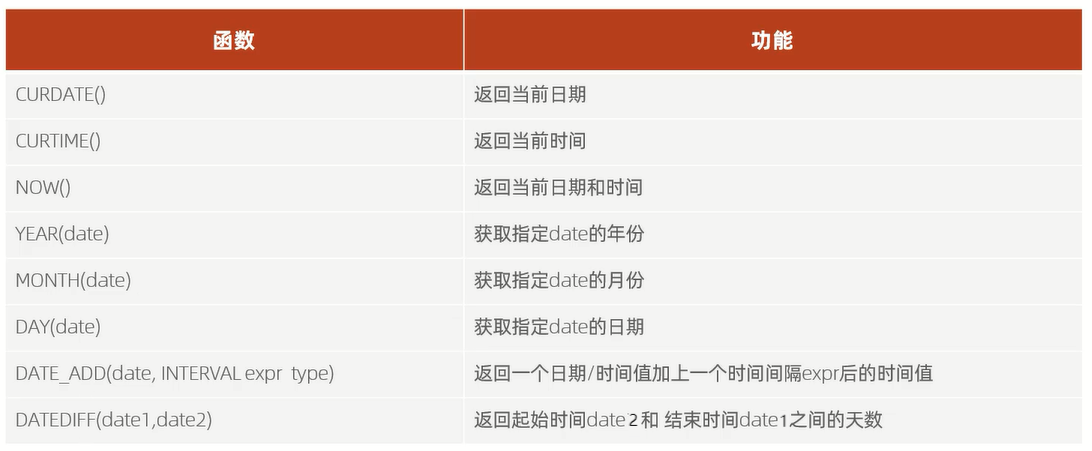 函数 功能
CURDATE() 返回当前日期
CURTIME() 返回当前时间
NOW() 返回当前日期和时间
YEAR(date) 获取指定date的年份
MONTH(date) 获取指定date的月份
DAY(date) 获取指定date的日期
DATE_ADD(date, INTERVAL expr type) 返回一个日期/时间值加上一个时间间隔expr后的时间值
DATEDIFF(date1,date2) 返回起始时间date2和 结束时间date1之间的天数